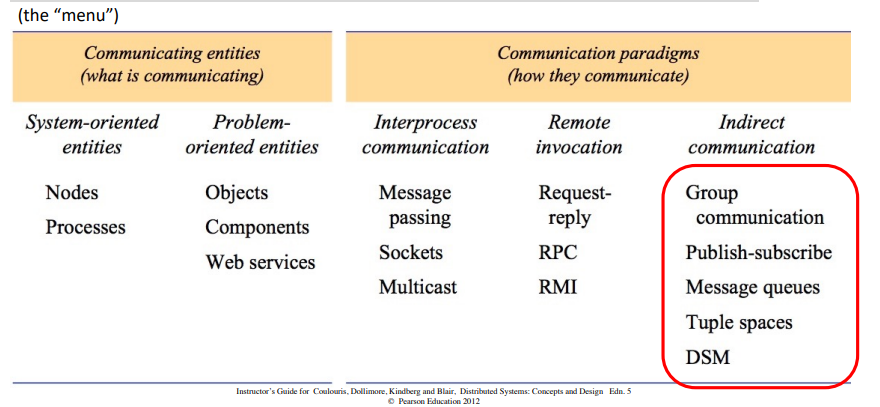 (the “menu”)
Communicating entities
(what is communicating)
Communication paradigms
(how they communicate)
System-oriented
entities
Problem-
oriented entities
Interprocess
communication
Remote
invocation
Indirect
communication
Nodes
Processes
Objects
Components
Web services
Message
passing
Sockets
Multicast
Request-
reply
RPC
RMI
Group
communication
Publish-subscribe
Message queues
Tuple spaces
DSM
Instructor’s Guide for Coulouris, Dollimore, Kindberg and Blair, Distributed Systems: Concepts and Design Edn. 5
© Pearson Education 2012